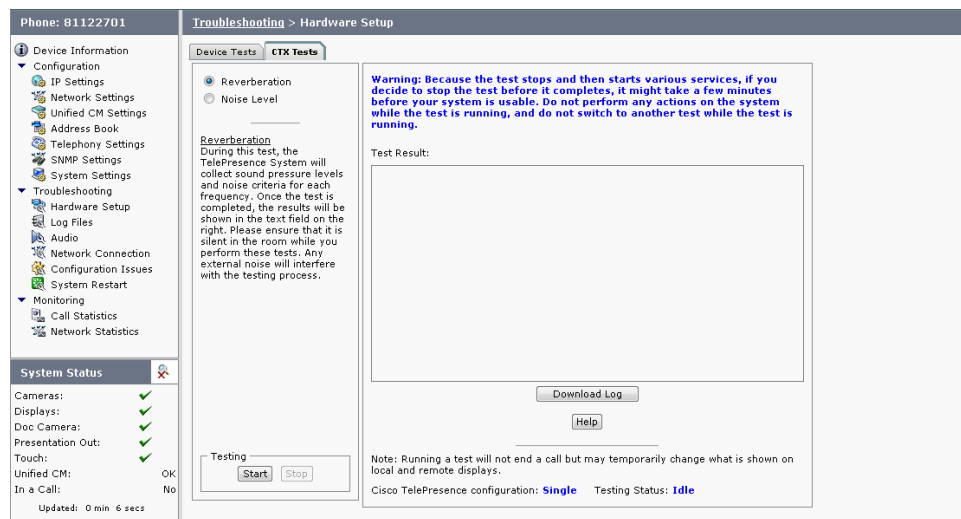 Phone: 81122701
Troubleshooting > Hardware Setup
Device Information
Configuration
IP Settings
Network Settings
Unified CM Settings
Address Book
Telephony Settings
SNMP Settings
System Settings
Troubleshooting
Hardware Setup
Log Files
Audio
Network Connection
Configuration Issues
System Restart
Monitoring
Call Statistics
Network Statistics
System Status
Cameras:
Displays:
Doc Camera:
Presentation Out:
Touch:
Unified CM: OK
In a Call: No
Updated: 0 min 6 secs
Device Tests
CTX Tests
Reverberation
Noise Level
Reverberation
During this test, the
TelePresence System will
collect sound pressure levels
and noise criteria for each
frequency. Once the test is
completed, the results will be
shown in the text field on the
right. Please ensure that it is
silent in the room while you
perform these tests. Any
external noise will interfere
with the testing process.
Testing
Start Stop
Warning: Because the test stops and then starts various services, if you
decide to stop the test before it completes, it might take a few minutes
before your system is usable. Do not perform any actions on the system
while the test is running, and do not switch to another test while the test is
running.
Test Result:
Download Log
Help
Note: Running a test will not end a call but may temporarily change what is shown on
local and remote displays.
Cisco TelePresence configuration: Single Testing Status: Idle